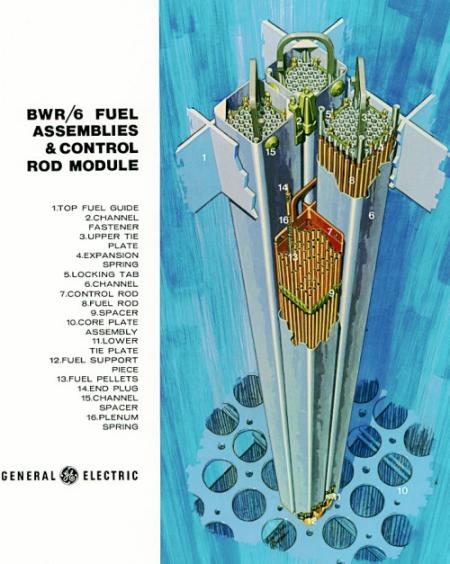 BWR/6 FUEL
ASSEMBLIES
& CONTROL
ROD MODULE
1.TOP FUEL GUIDE
2.CHANNEL
FASTENER
3.UPPER TIE
PLATE
4.EXPANSION
SPRING
5.LOCKING TAB
6.CHANNEL
7.CONTROL ROD
8.FUEL ROD
9.SPACER
10.CORE PLATE
ASSEMBLY
11.LOWER
TIE PLATE
12.FUEL SUPPORT
PIECE
13.FUEL PELLETS
14.END PLUG
15.CHANNEL
SPACER
16.PLENUM
SPRING
GENERAL GE ELECTRIC
2
5
3
4
15
1
8
14
6
16
7
13
9
10
11
12